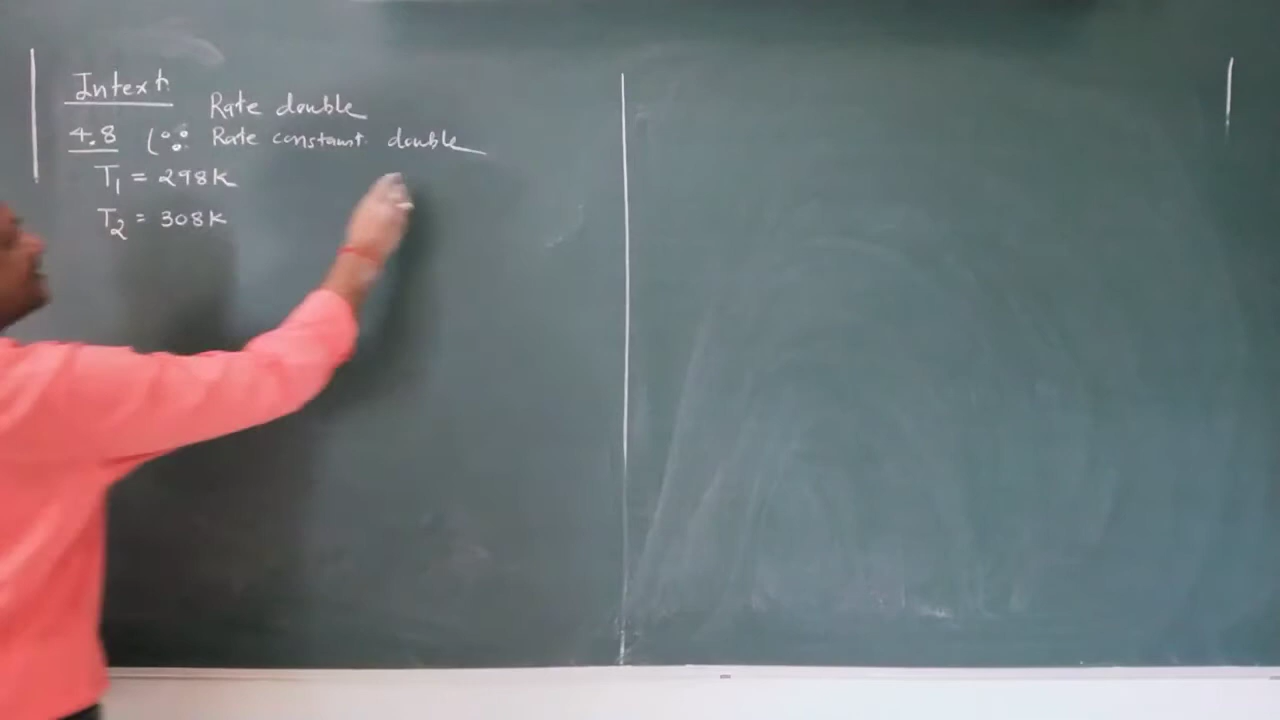 Intext
Rate double
4.8 (∵ Rate constant double
T₁ = 298K
T₂ = 308K